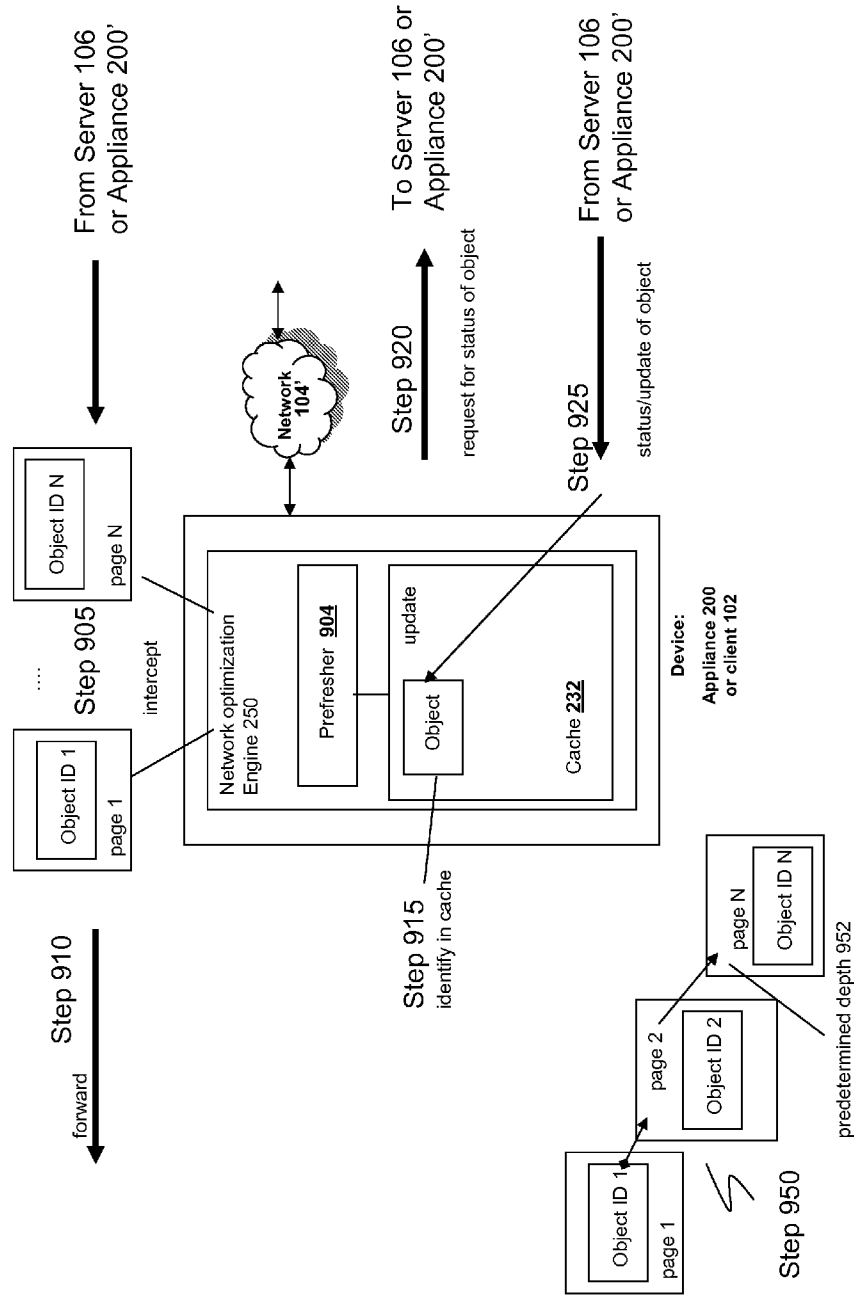 Step 910
forward
Object ID 1
page 1
....
Step 905
intercept
Object ID N
page N
From Server 106
or Appliance 200’
Network optimization
Engine 250
Prefresher 904
update
Object
Cache 232
Network
104’
Step 915
identify in cache
Step 920
To Server 106 or
Appliance 200’
request for status of object
Step 925
From Server 106
or Appliance 200’
status/update of object
Device:
Appliance 200
or client 102
Object ID 1
page 1
page 2
Object ID 2
page N
Object ID N
Step 950
predetermined depth 952